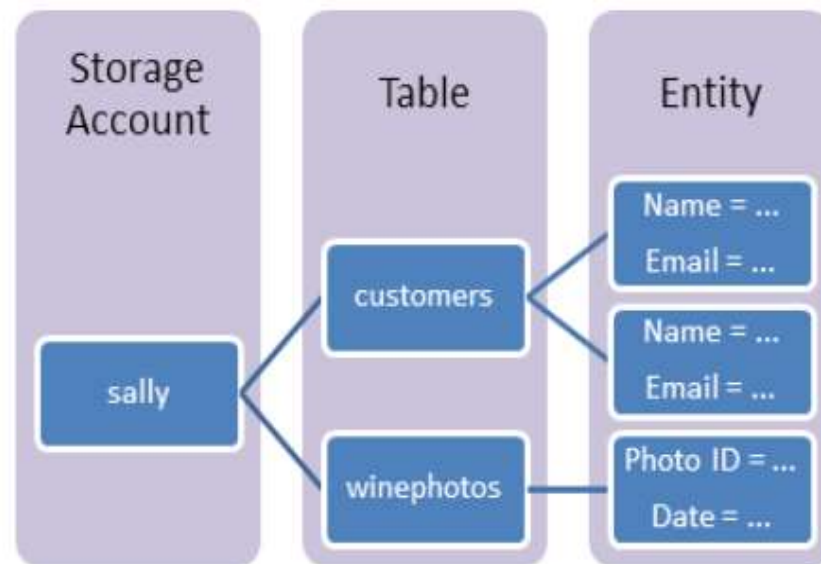 Storage
Account
Table
Entity
sally
customers
winephotos
Name = ...
Email = ...
Name = ...
Email = ...
Photo ID = ...
Date = ...